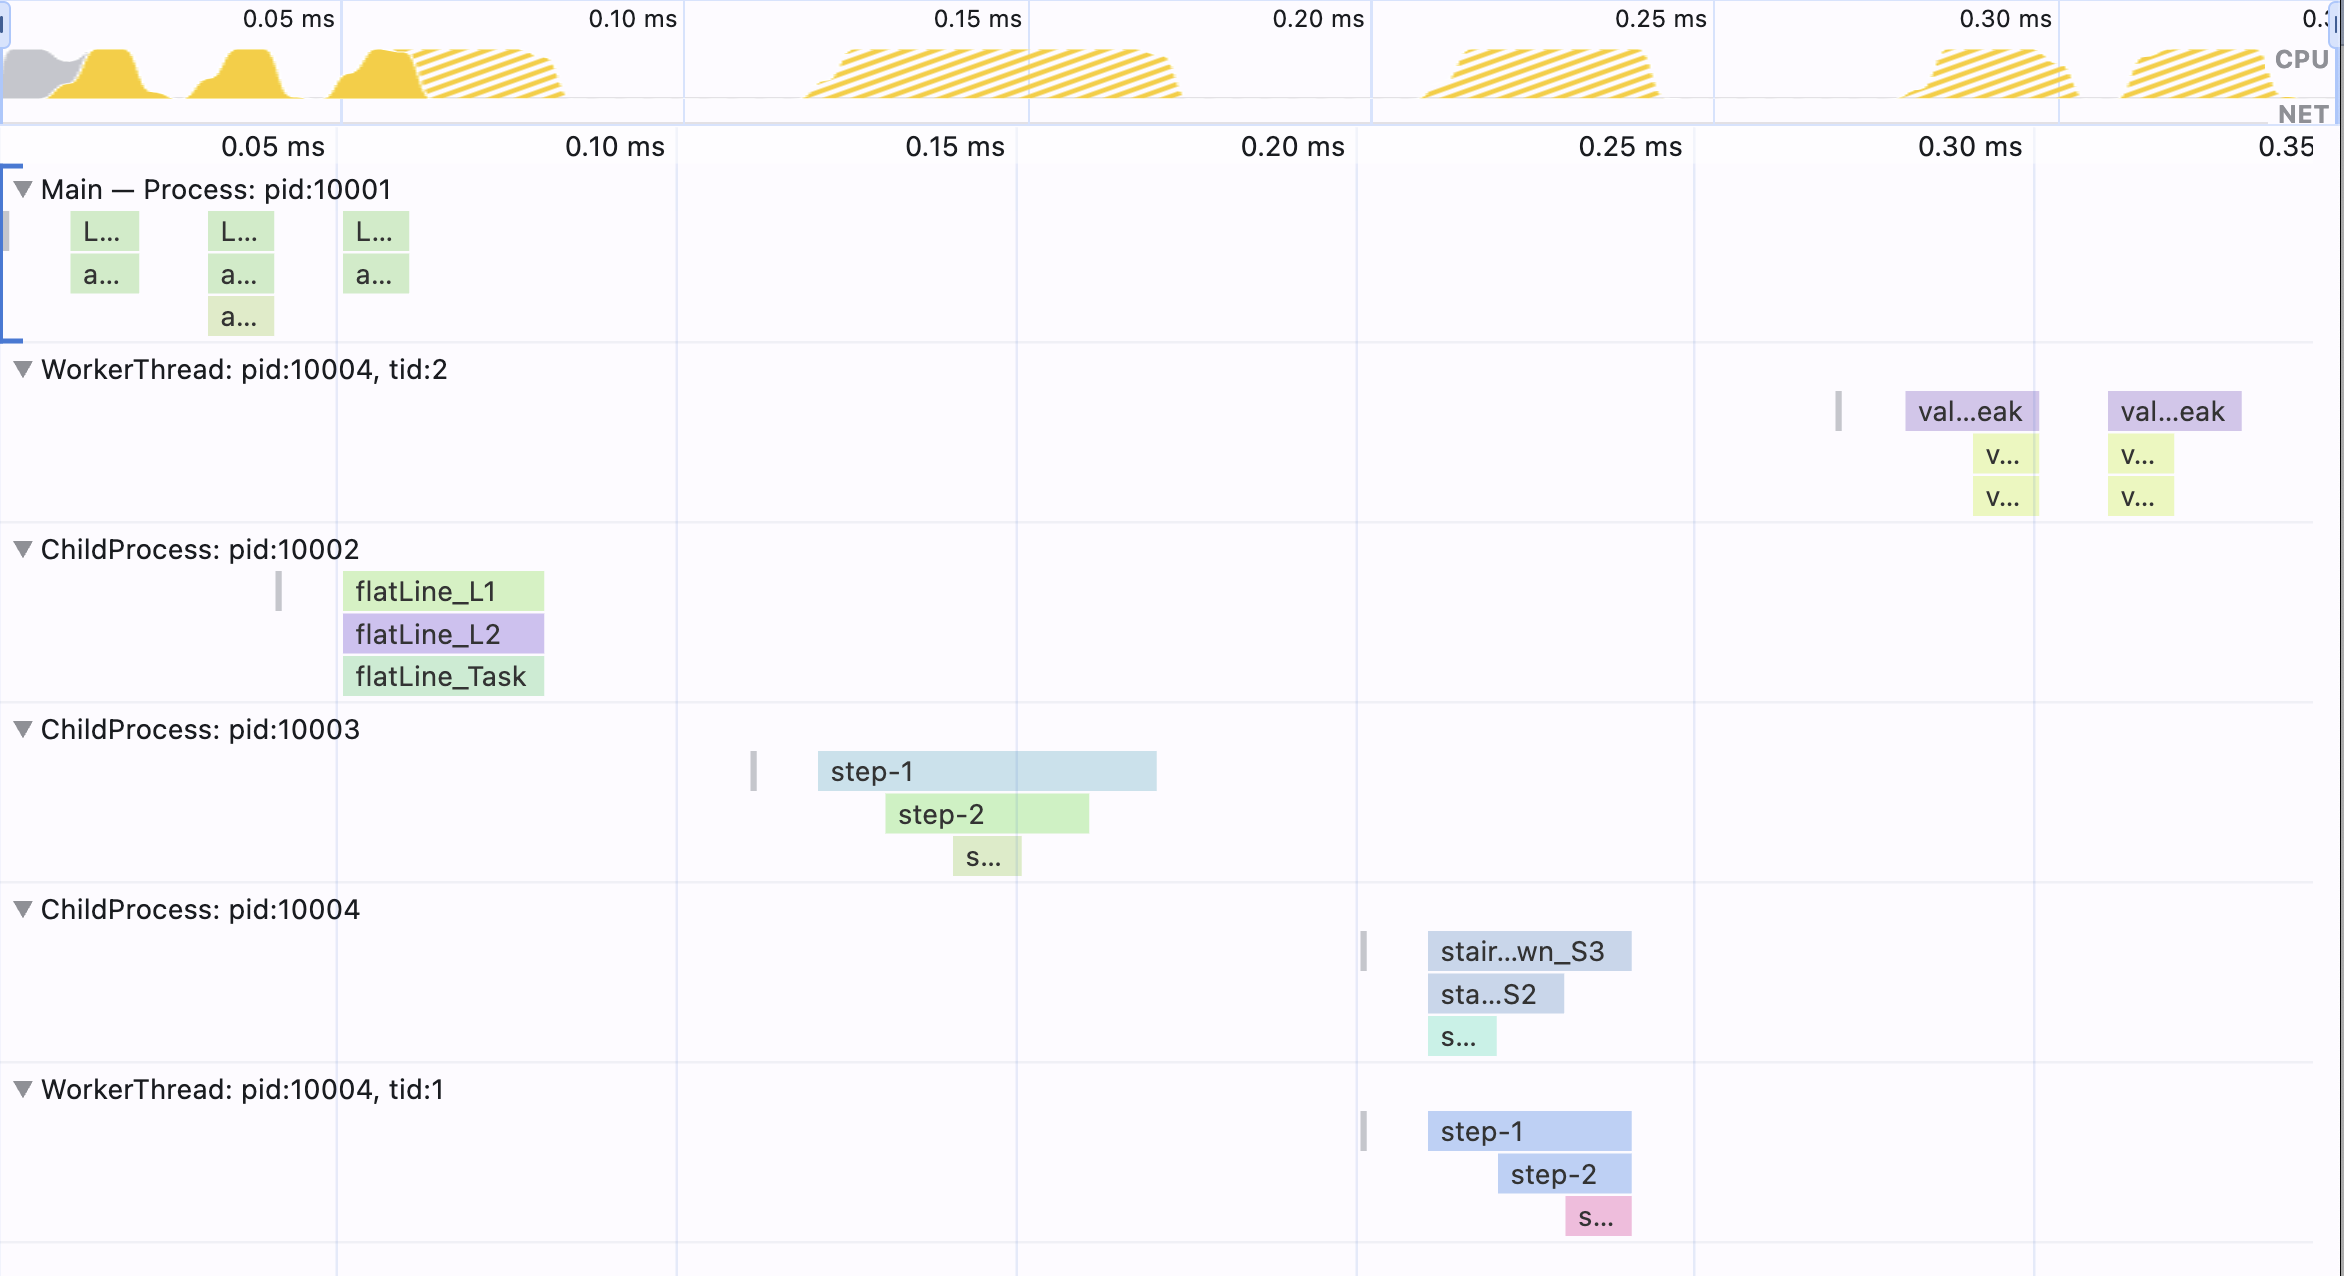 0.05 ms 0.10 ms 0.15 ms 0.20 ms 0.25 ms 0.30 ms
CPU
NET
0.05 ms 0.10 ms 0.15 ms 0.20 ms 0.25 ms 0.30 ms 0.35
Main — Process: pid:10001
L... L... L...
a... a... a...
a...
WorkerThread: pid:10004, tid:2
val...eak val...eak
v... v...
v... v...
ChildProcess: pid:10002
flatLine_L1
flatLine_L2
flatLine_Task
ChildProcess: pid:10003
step-1
step-2
s...
ChildProcess: pid:10004
stair...wn_S3
sta...S2
s...
WorkerThread: pid:10004, tid:1
step-1
step-2
s...